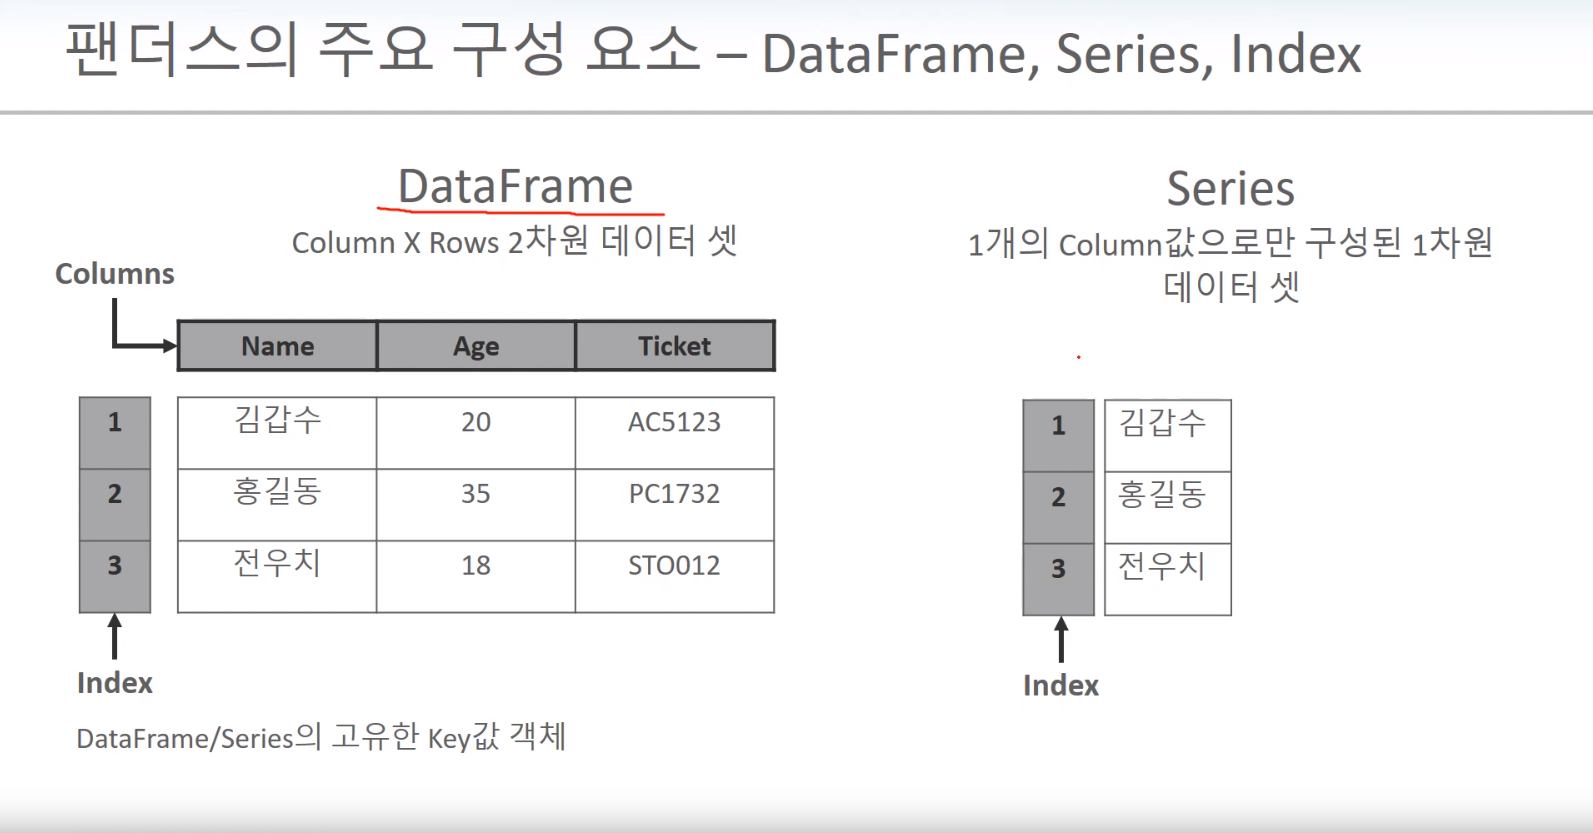 팬더스의 주요 구성 요소 – DataFrame, Series, Index
DataFrame
Column X Rows 2차원 데이터 셋
Columns
Name Age Ticket
1 김갑수 20 AC5123
2 홍길동 35 PC1732
3 전우치 18 STO012
Index
DataFrame/Series의 고유한 Key값 객체
Series
1개의 Column값으로만 구성된 1차원
데이터 셋
1 김갑수
2 홍길동
3 전우치
Index